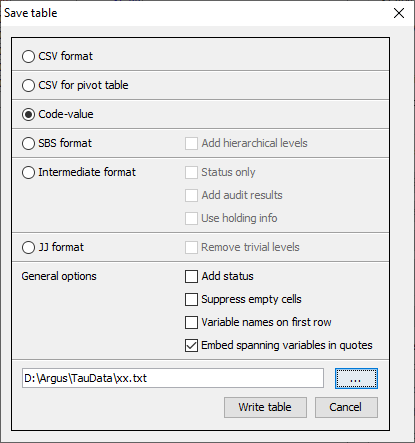 Save table
CSV format
CSV for pivot table
Code-value
SBS format Add hierarchical levels
Intermediate format Status only
Add audit results
Use holding info
JJ format Remove trivial levels
General options Add status
Suppress empty cells
Variable names on first row
Embed spanning variables in quotes
D:\Argus\TauData\xx.txt ...
Write table Cancel